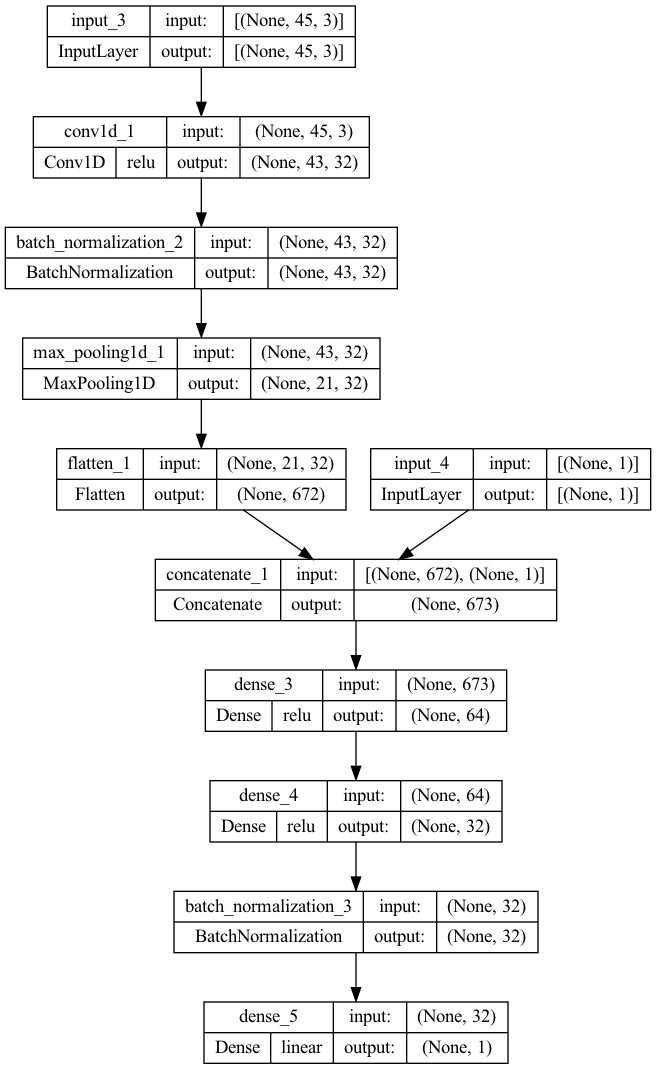 input_3 input: [(None, 45, 3)]
InputLayer output: [(None, 45, 3)]
conv1d_1 input: (None, 45, 3)
Conv1D relu output: (None, 43, 32)
batch_normalization_2 input: (None, 43, 32)
BatchNormalization output: (None, 43, 32)
max_pooling1d_1 input: (None, 43, 32)
MaxPooling1D output: (None, 21, 32)
flatten_1 input: (None, 21, 32)
Flatten output: (None, 672)
input_4 input: [(None, 1)]
InputLayer output: [(None, 1)]
concatenate_1 input: [(None, 672), (None, 1)]
Concatenate output: (None, 673)
dense_3 input: (None, 673)
Dense relu output: (None, 64)
dense_4 input: (None, 64)
Dense relu output: (None, 32)
batch_normalization_3 input: (None, 32)
BatchNormalization output: (None, 32)
dense_5 input: (None, 32)
Dense linear output: (None, 1)